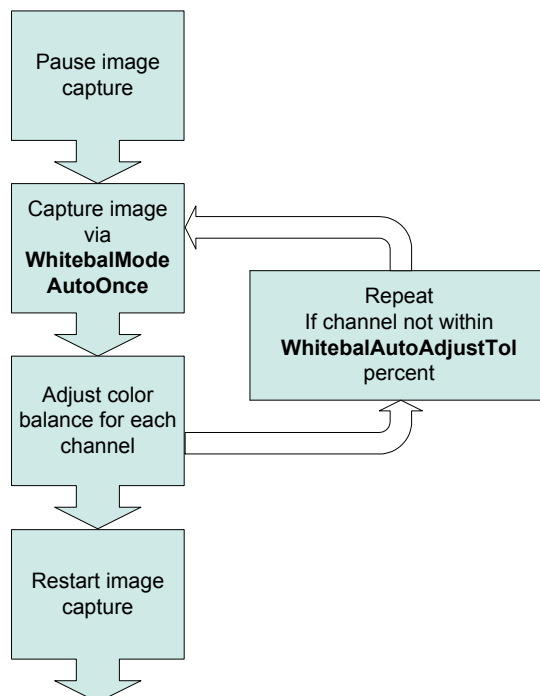 Pause image
capture
Capture image
via
WhitebalMode
AutoOnce
Repeat
If channel not within
WhitebalAutoAdjustTol
percent
Adjust color
balance for each
channel
Restart image
capture